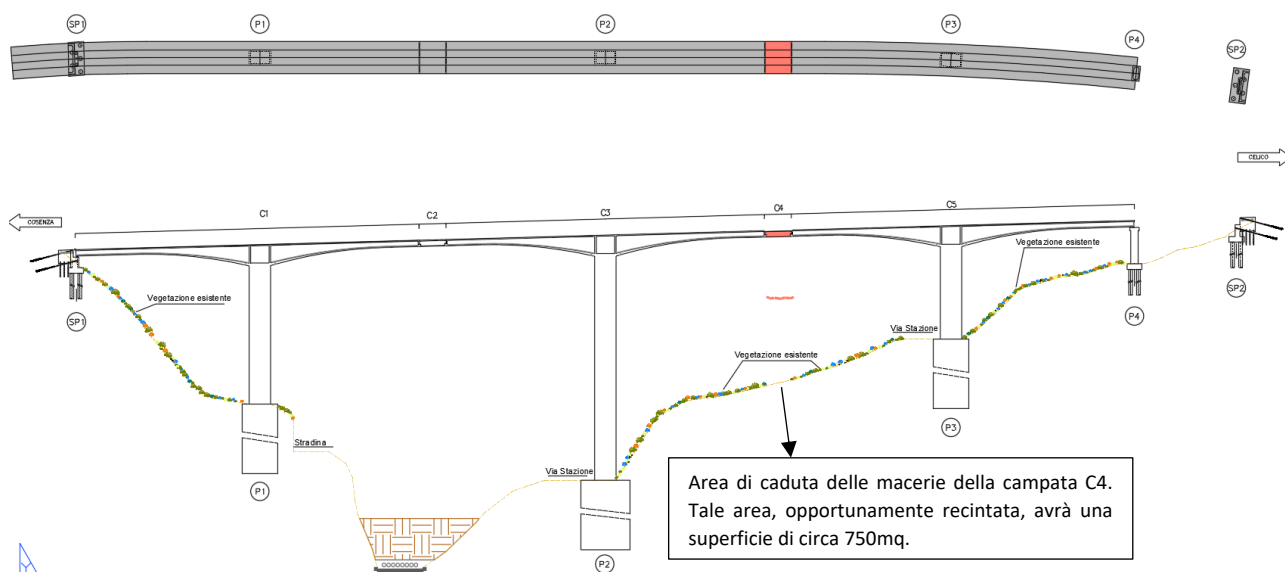 SP1
P1
P2
P3
P4
SP2
CELICO
COSENZA
C1
C2
C3
C4
C5
Vegetazione esistente
Vegetazione esistente
SP1
SP2
P4
Via Stazione
Vegetazione esistente
P3
Stradina
Via Stazione
P1
P2
Area di caduta delle macerie della campata C4.
Tale area, opportunamente recintata, avrà una
superficie di circa 750mq.